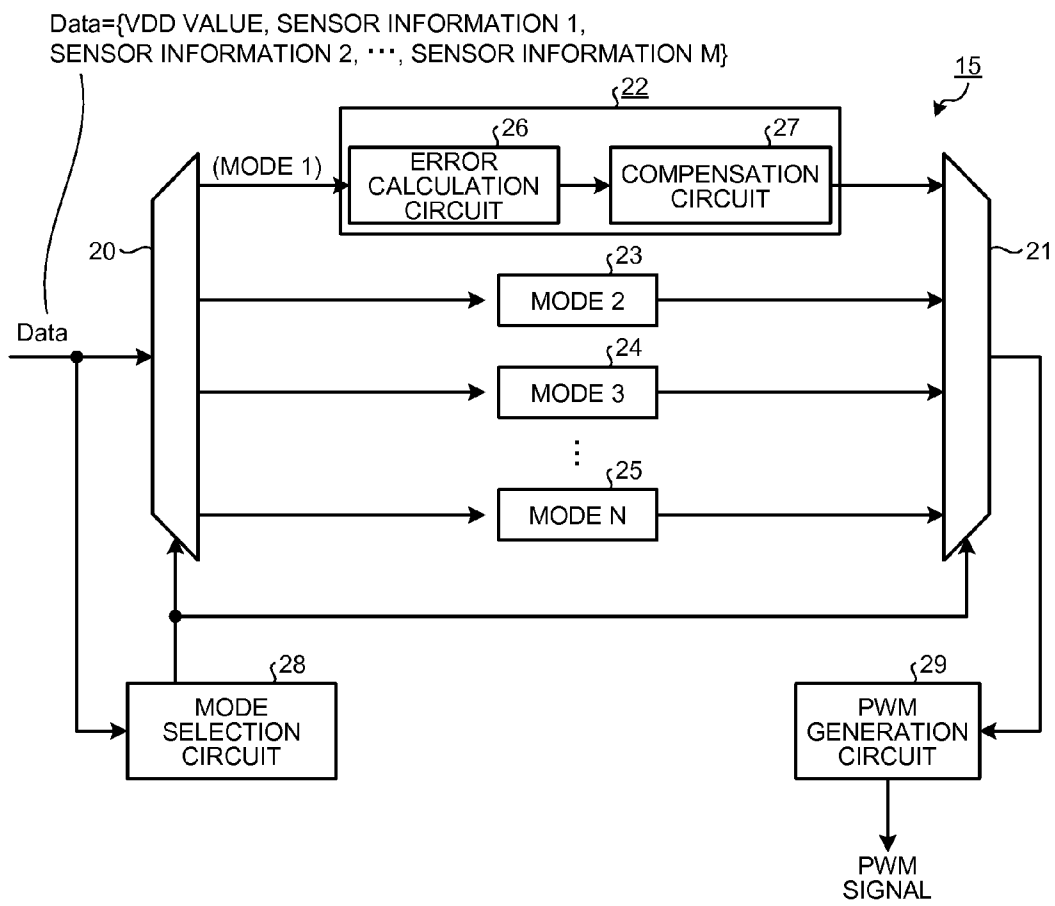 Data={VDD VALUE, SENSOR INFORMATION 1,
SENSOR INFORMATION 2, ···, SENSOR INFORMATION M}
15
22
26
27
(MODE 1)
ERROR
CALCULATION
CIRCUIT
COMPENSATION
CIRCUIT
20
21
23
MODE 2
Data
24
MODE 3
⋮
25
MODE N
28
MODE
SELECTION
CIRCUIT
29
PWM
GENERATION
CIRCUIT
PWM
SIGNAL